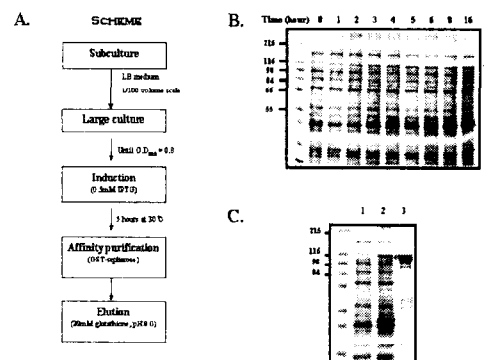 A.
SCHEME
Subculture
LB medium
1/100 volume scale
Large culture
Until O.D.₆₀₀ = 0.8
Induction
(0.5mM IPTG)
5 hours at 30℃
Affinity purification
(GST-sepharose)
Elution
(20mM glutathione, pH 8.0)
B.
Time (hour) 0 1 2 3 4 5 6 8 16
215
116
98
84
66
55
C.
1 2 3
215
116
98
84